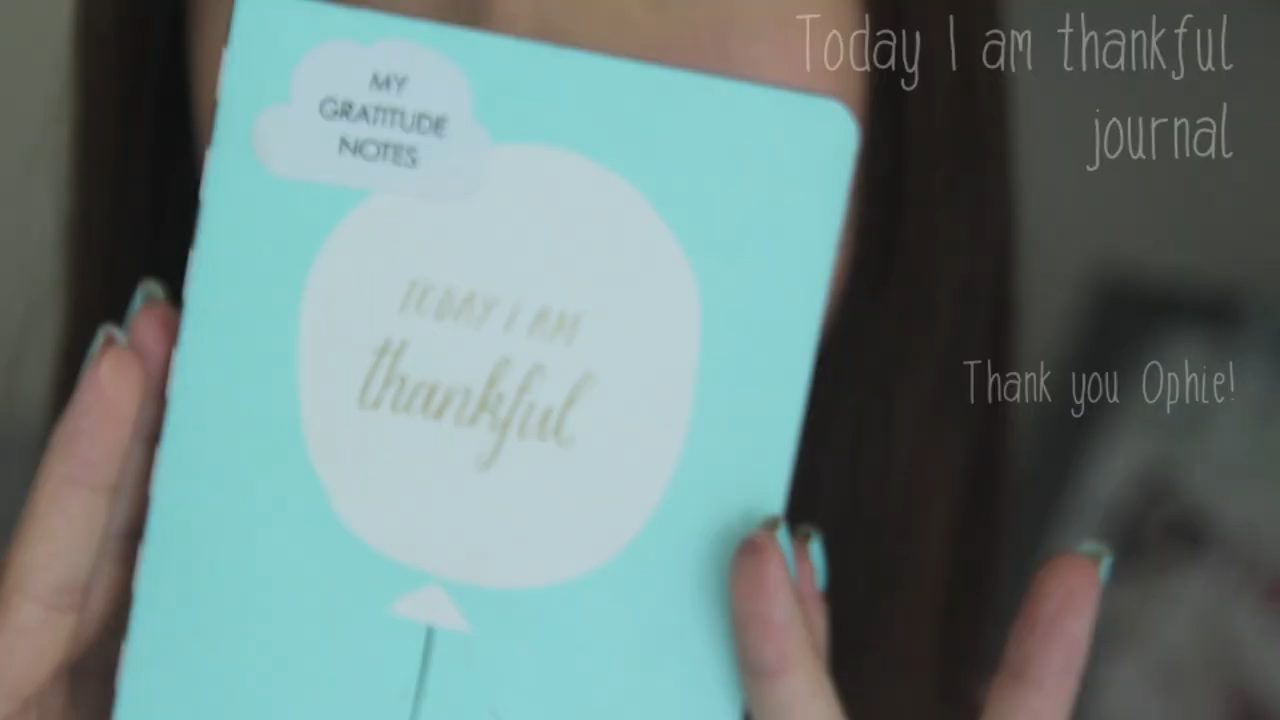 MY
GRATITUDE
NOTES
TODAY I AM
thankful
Today I am thankful
journal
Thank you Ophie!